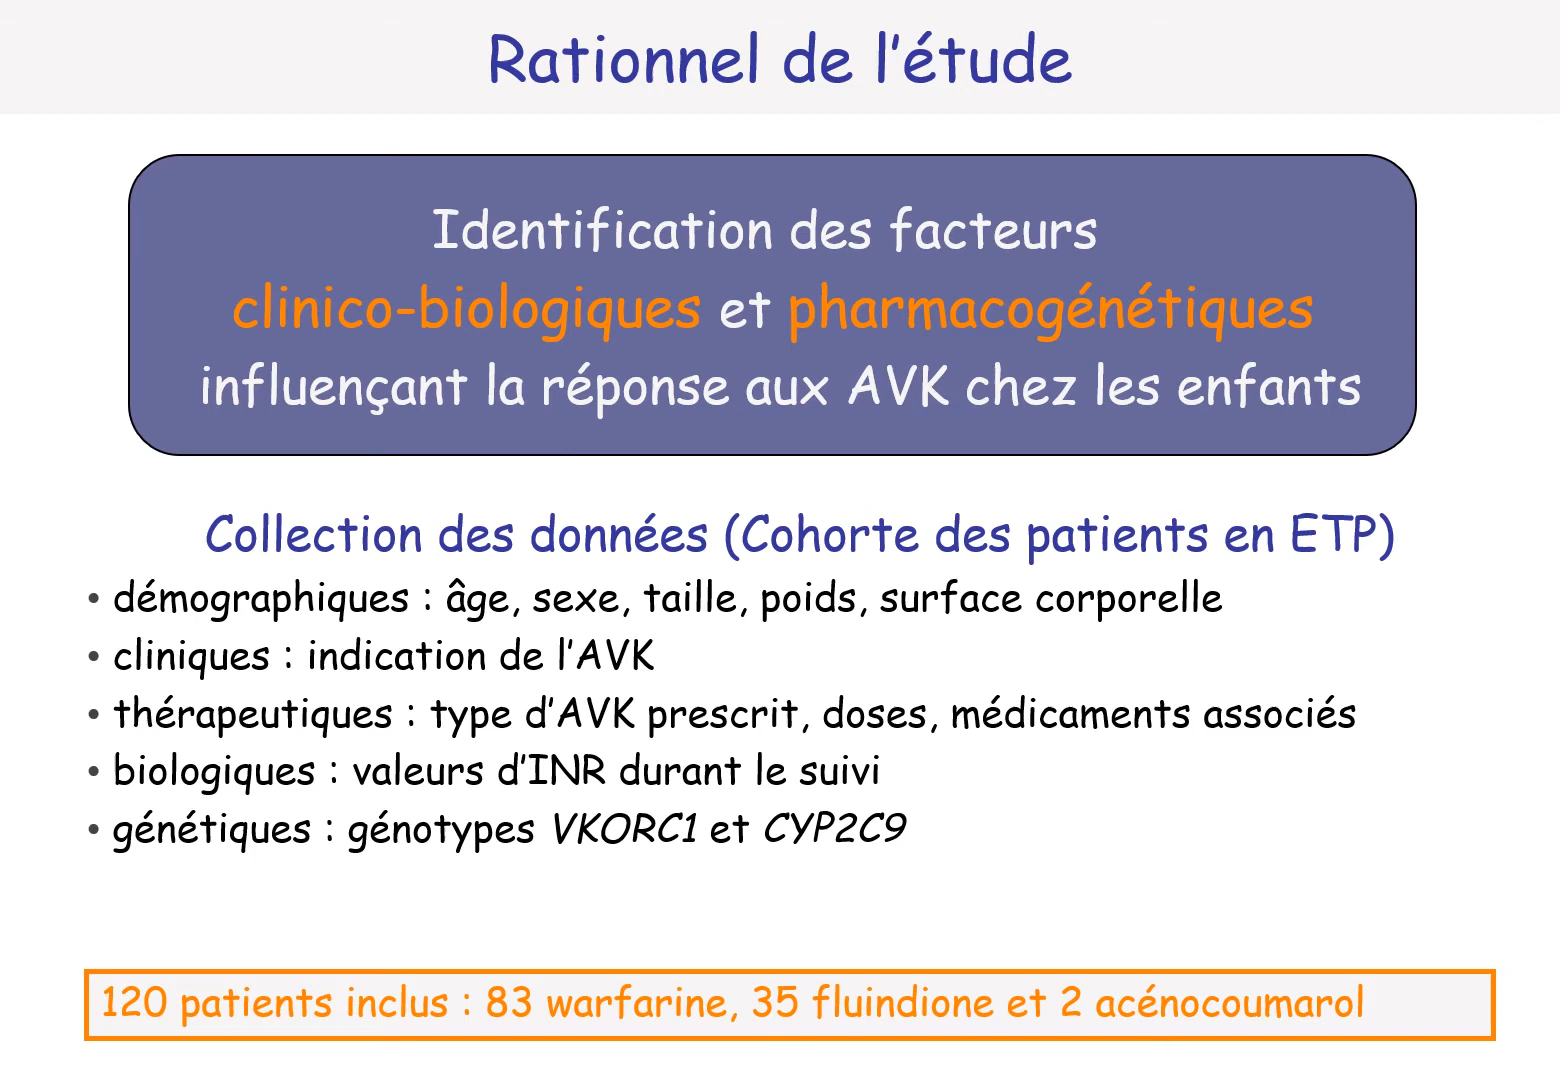 Rationnel de l’étude
Identification des facteurs
clinico-biologiques et pharmacogénétiques
influençant la réponse aux AVK chez les enfants
Collection des données (Cohorte des patients en ETP)
• démographiques : âge, sexe, taille, poids, surface corporelle
• cliniques : indication de l’AVK
• thérapeutiques : type d’AVK prescrit, doses, médicaments associés
• biologiques : valeurs d’INR durant le suivi
• génétiques : génotypes VKORC1 et CYP2C9
120 patients inclus : 83 warfarine, 35 fluindione et 2 acénocoumarol